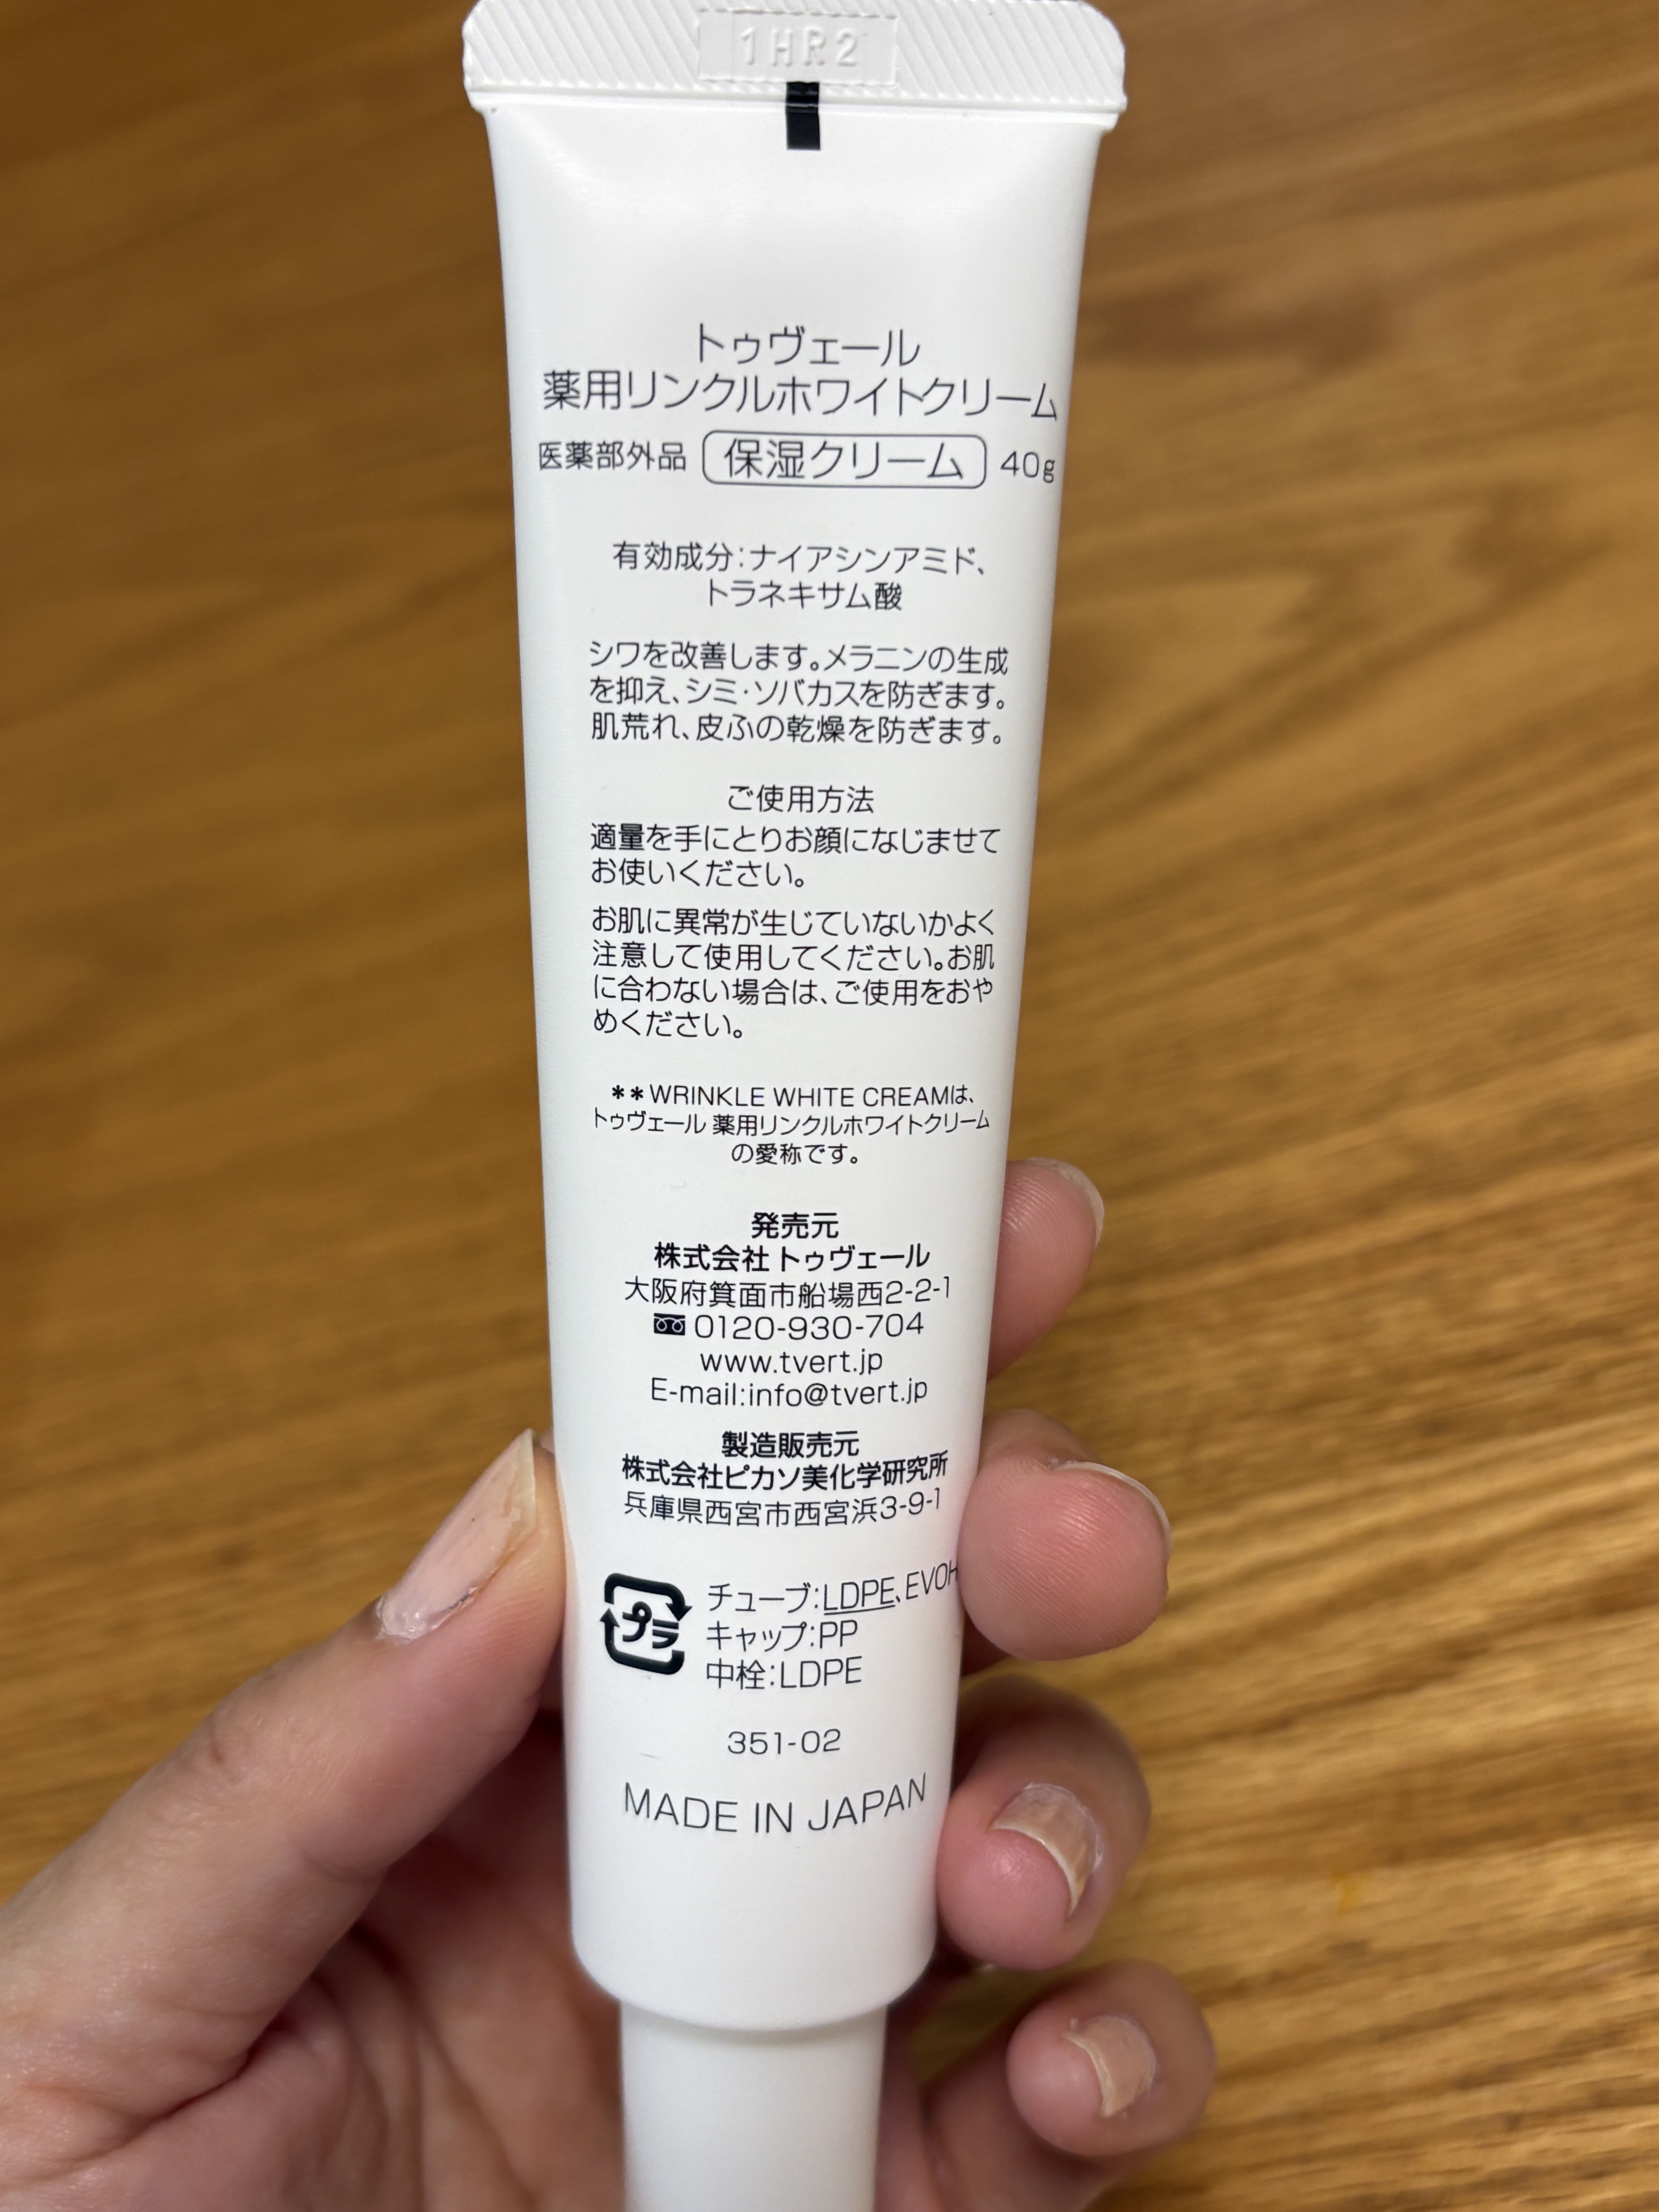 1HR2
トゥヴェール
薬用リンクルホワイトクリーム
医薬部外品 保湿クリーム 40g
有効成分:ナイアシンアミド、
トラネキサム酸
シワを改善します。メラニンの生成
を抑え、シミ・ソバカスを防ぎます。
肌荒れ、皮ふの乾燥を防ぎます。
ご使用方法
適量を手にとりお顔になじませて
お使いください。
お肌に異常が生じていないかよく
注意して使用してください。お肌
に合わない場合は、ご使用をおや
めください。
**WRINKLE WHITE CREAMは、
トゥヴェール 薬用リンクルホワイトクリーム
の愛称です。
発売元
株式会社 トゥヴェール
大阪府箕面市船場西2-2-1
0120-930-704
www.tvert.jp
E-mail:info@tvert.jp
製造販売元
株式会社ピカソ美化学研究所
兵庫県西宮市西宮浜3-9-1
プラ チューブ:LDPE、EVOH
キャップ:PP
中栓:LDPE
351-02
MADE IN JAPAN